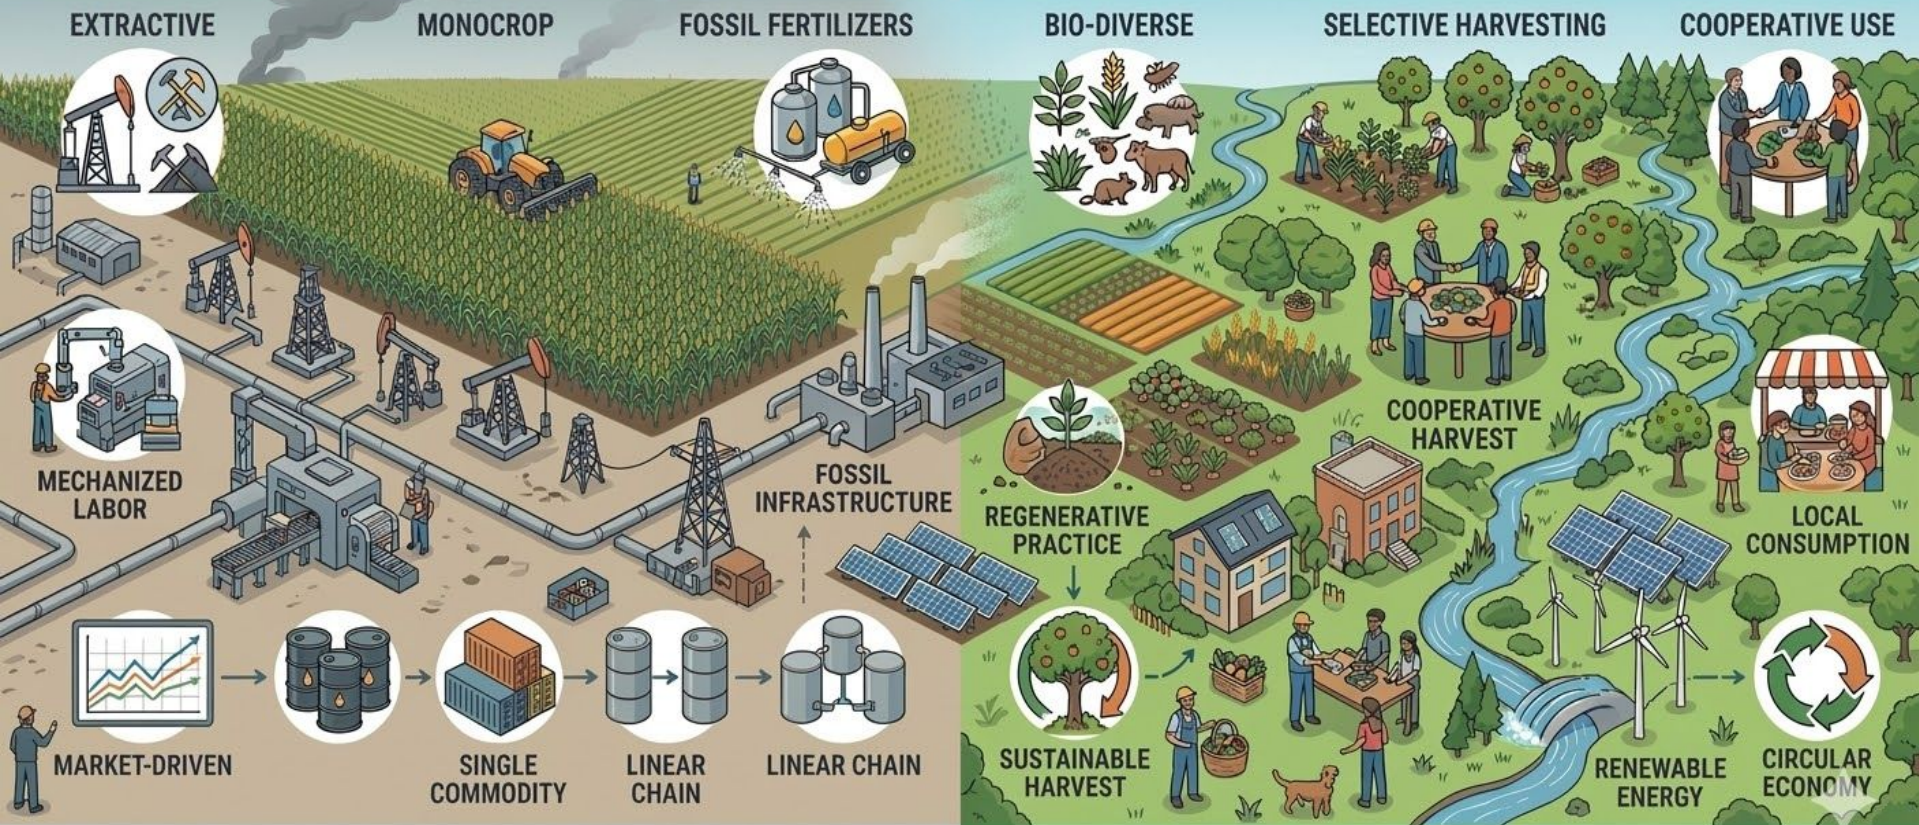 EXTRACTIVE
MONOCROP
FOSSIL FERTILIZERS
BIO-DIVERSE
SELECTIVE HARVESTING
COOPERATIVE USE
MECHANIZED
LABOR
FOSSIL
INFRASTRUCTURE
COOPERATIVE
HARVEST
REGENERATIVE
PRACTICE
LOCAL
CONSUMPTION
MARKET-DRIVEN
SINGLE
COMMODITY
LINEAR
CHAIN
LINEAR CHAIN
SUSTAINABLE
HARVEST
RENEWABLE
ENERGY
CIRCULAR
ECONOMY